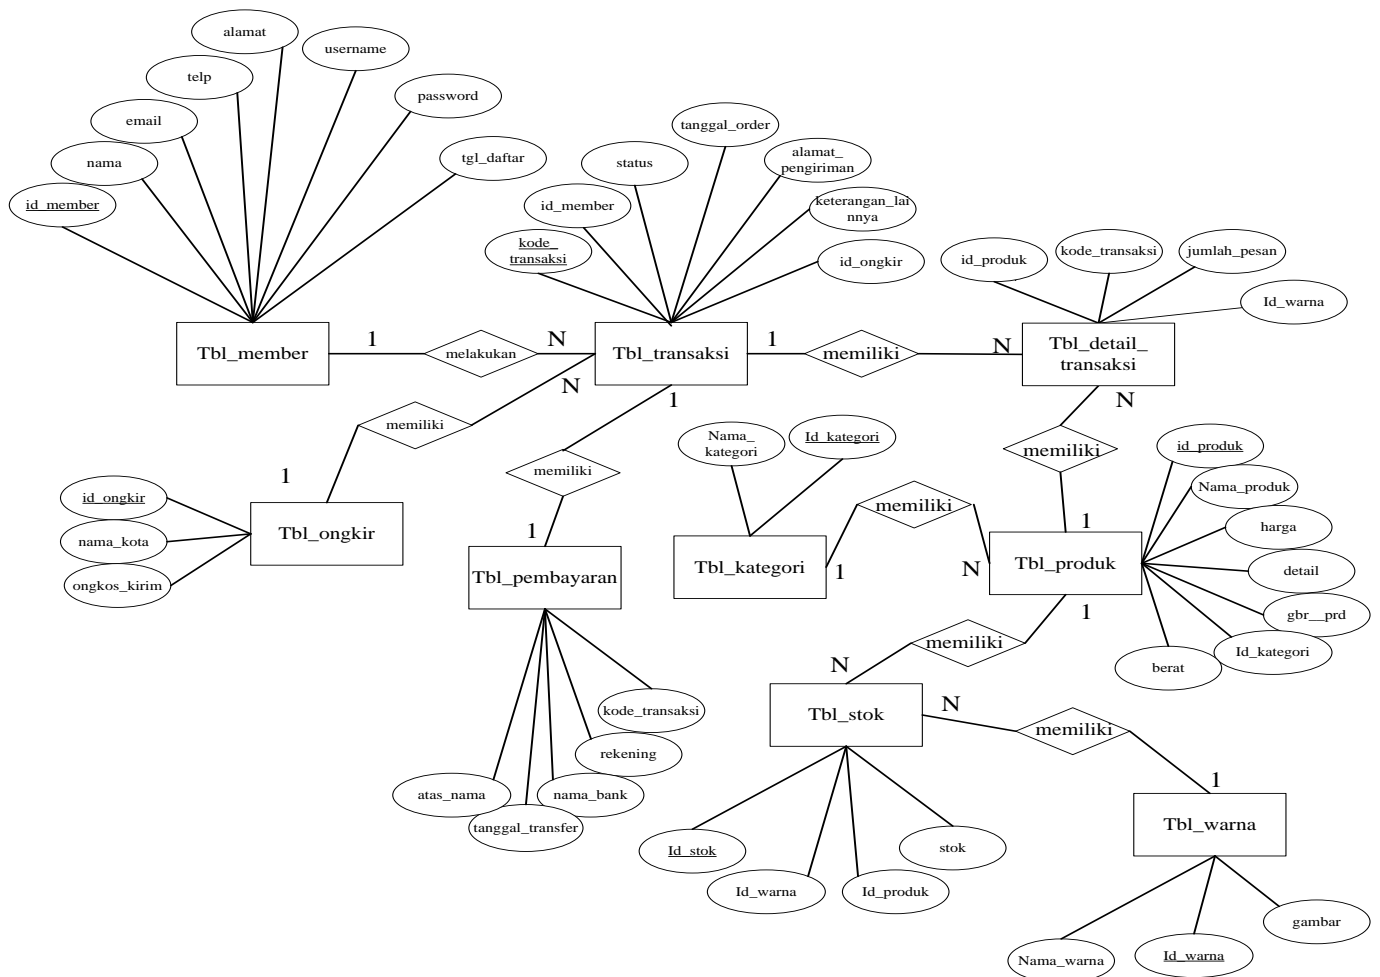 alamat
username
telp
password
email
tanggal_order
nama
tgl_daftar
status
alamat_
pengiriman
id_member
id_member
keterangan_lai
nnya
kode_
transaksi
id_ongkir
id_produk
kode_transaksi
jumlah_pesan
Id_warna
Tbl_member
1
melakukan
N
Tbl_transaksi
1
memiliki
N
Tbl_detail_
transaksi
N
memiliki
1
N
memiliki
Nama_
kategori
Id_kategori
memiliki
id_produk
1
memiliki
Nama_produk
id_ongkir
Tbl_ongkir
1
memiliki
1
harga
nama_kota
Tbl_pembayaran
Tbl_kategori
1
N
Tbl_produk
detail
ongkos_kirim
1
gbr__prd
N
memiliki
Id_kategori
berat
kode_transaksi
Tbl_stok
N
memiliki
rekening
1
atas_nama
nama_bank
tanggal_transfer
Tbl_warna
Id_stok
stok
Id_warna
Id_produk
gambar
Nama_warna
Id_warna